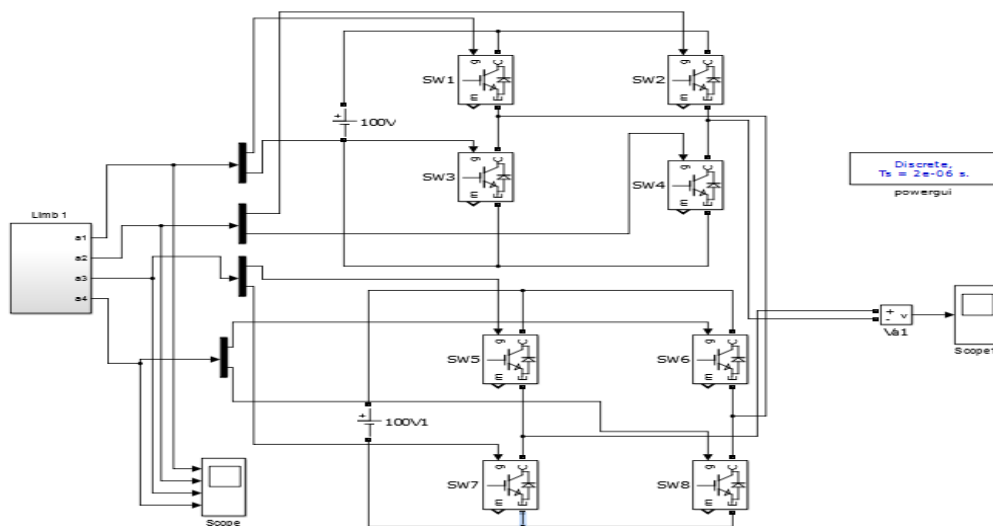 SW1
g
C
m
E
SW2
g
C
m
E
100V
+
SW3
g
C
m
E
SW4
g
C
m
E
Discrete,
Ts = 2e-06 s.
powergui
Limb 1
a1
a2
a3
a4
SW5
g
C
m
E
SW6
g
C
m
E
+
-
v
Va1
Scope1
+
100V1
SW7
g
C
m
E
SW8
g
C
m
E
Scope